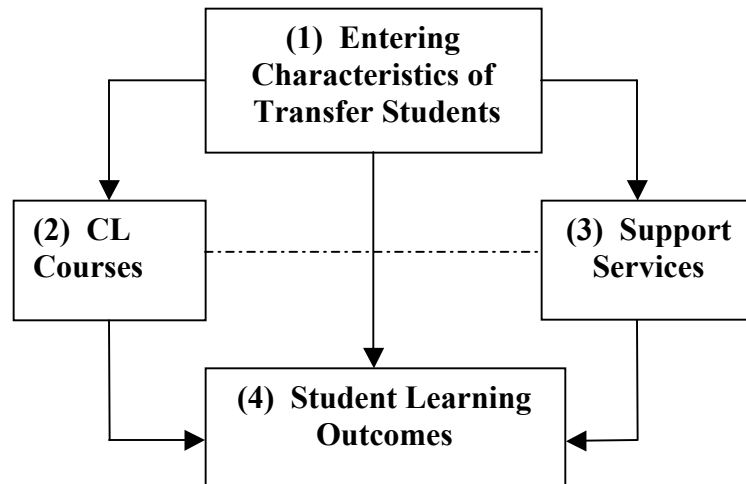 (1) Entering
Characteristics of
Transfer Students
(2) CL
Courses
(3) Support
Services
(4) Student Learning
Outcomes